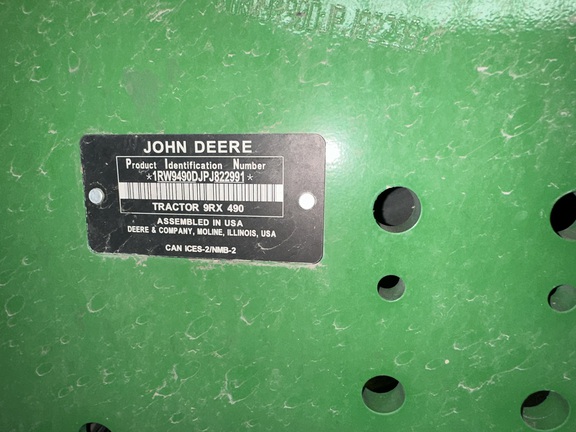 JOHN DEERE
Product Identification Number
*1RW9490DJPJ822991*
TRACTOR 9RX 490
ASSEMBLED IN USA
DEERE & COMPANY, MOLINE, ILLINOIS, USA
CAN ICES-2/NMB-2